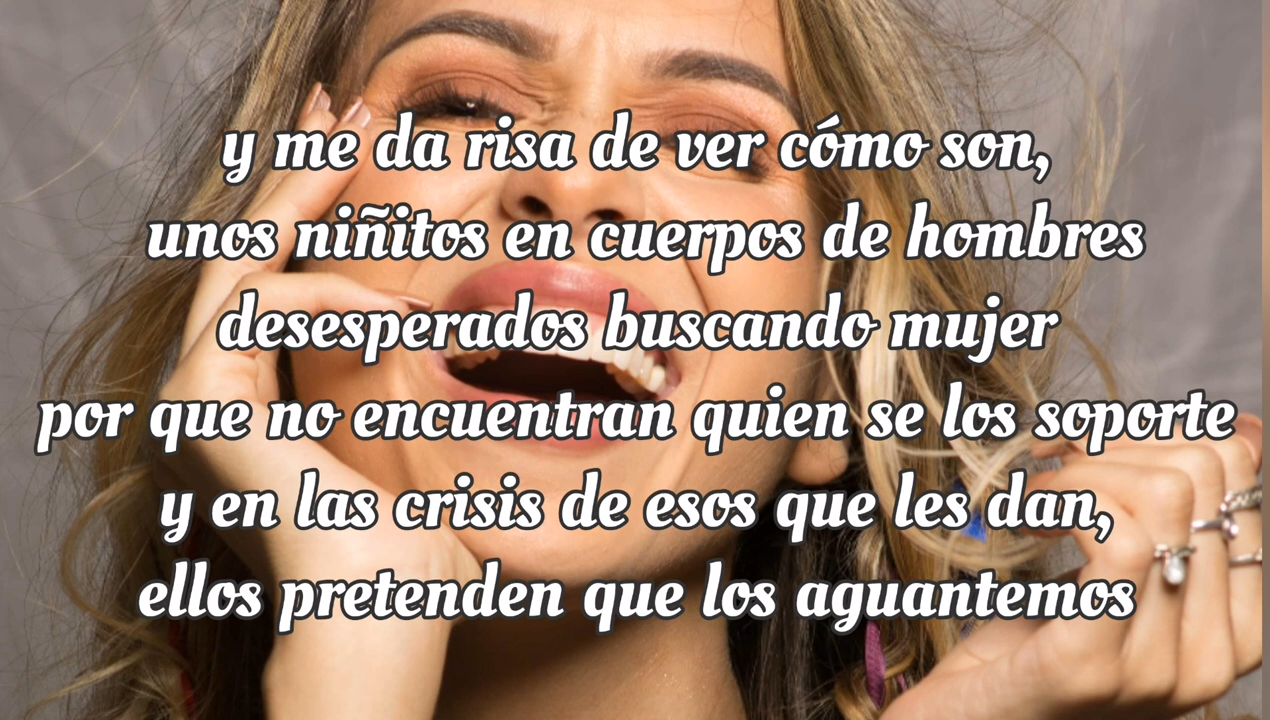 y me da risa de ver cómo son,
unos niñitos en cuerpos de hombres
desesperados buscando mujer
por que no encuentran quien se los soporte
y en las crisis de esos que les dan,
ellos pretenden que los aguantemos